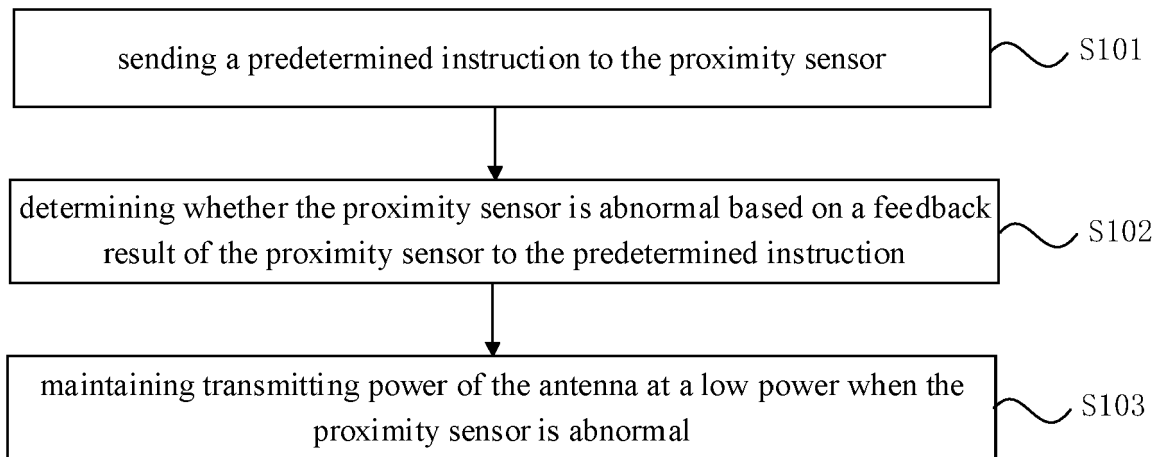 sending a predetermined instruction to the proximity sensor
S101
determining whether the proximity sensor is abnormal based on a feedback
result of the proximity sensor to the predetermined instruction
S102
maintaining transmitting power of the antenna at a low power when the
proximity sensor is abnormal
S103